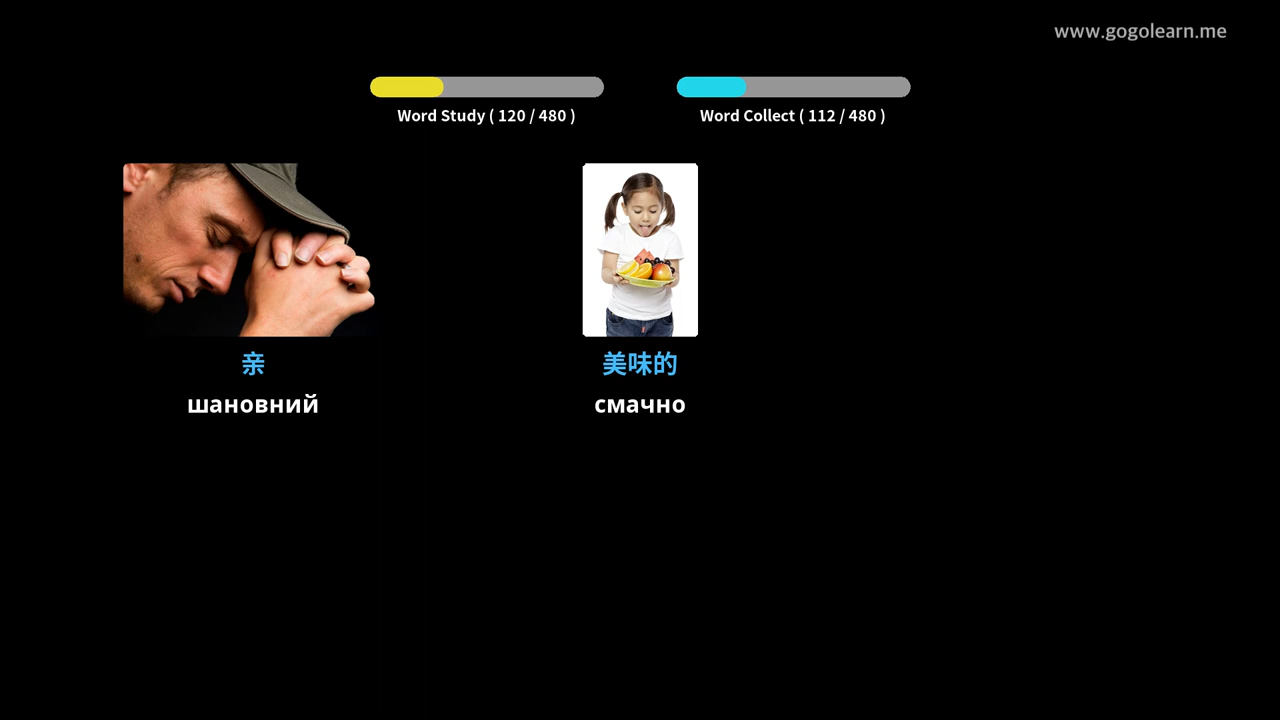 www.gogolearn.me
Word Study ( 120 / 480 )
Word Collect ( 112 / 480 )
亲
美味的
шановний
смачно